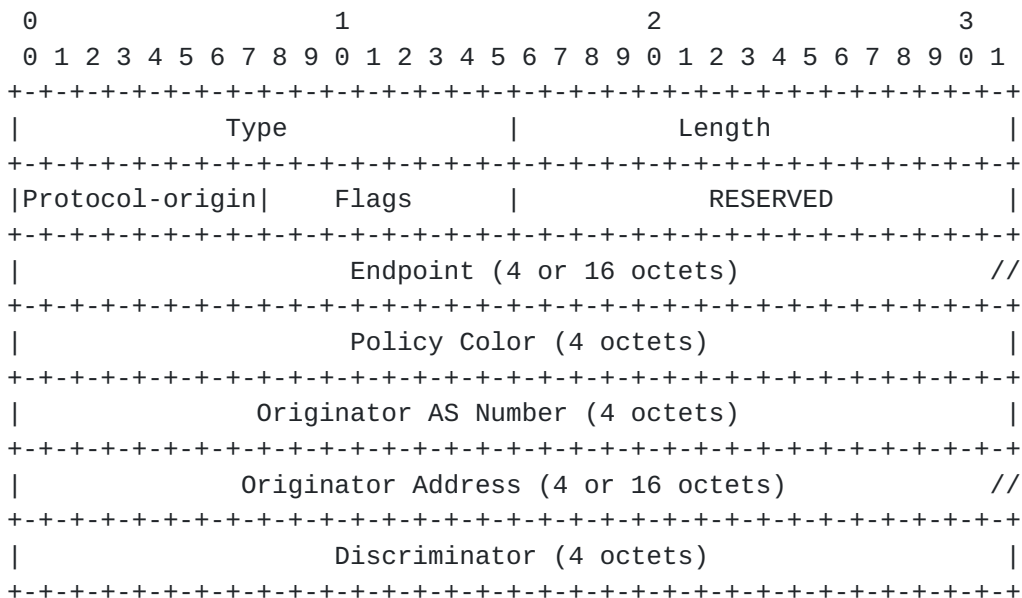 0                   1                   2                   3
 0 1 2 3 4 5 6 7 8 9 0 1 2 3 4 5 6 7 8 9 0 1 2 3 4 5 6 7 8 9 0 1
+-+-+-+-+-+-+-+-+-+-+-+-+-+-+-+-+-+-+-+-+-+-+-+-+-+-+-+-+-+-+-+-+
|             Type              |          Length               |
+-+-+-+-+-+-+-+-+-+-+-+-+-+-+-+-+-+-+-+-+-+-+-+-+-+-+-+-+-+-+-+-+
|Protocol-origin|    Flags      |            RESERVED           |
+-+-+-+-+-+-+-+-+-+-+-+-+-+-+-+-+-+-+-+-+-+-+-+-+-+-+-+-+-+-+-+-+
|                     Endpoint (4 or 16 octets)                //
+-+-+-+-+-+-+-+-+-+-+-+-+-+-+-+-+-+-+-+-+-+-+-+-+-+-+-+-+-+-+-+-+
|                     Policy Color (4 octets)                   |
+-+-+-+-+-+-+-+-+-+-+-+-+-+-+-+-+-+-+-+-+-+-+-+-+-+-+-+-+-+-+-+-+
|               Originator AS Number (4 octets)                 |
+-+-+-+-+-+-+-+-+-+-+-+-+-+-+-+-+-+-+-+-+-+-+-+-+-+-+-+-+-+-+-+-+
|              Originator Address (4 or 16 octets)             //
+-+-+-+-+-+-+-+-+-+-+-+-+-+-+-+-+-+-+-+-+-+-+-+-+-+-+-+-+-+-+-+-+
|                    Discriminator (4 octets)                   |
+-+-+-+-+-+-+-+-+-+-+-+-+-+-+-+-+-+-+-+-+-+-+-+-+-+-+-+-+-+-+-+-+